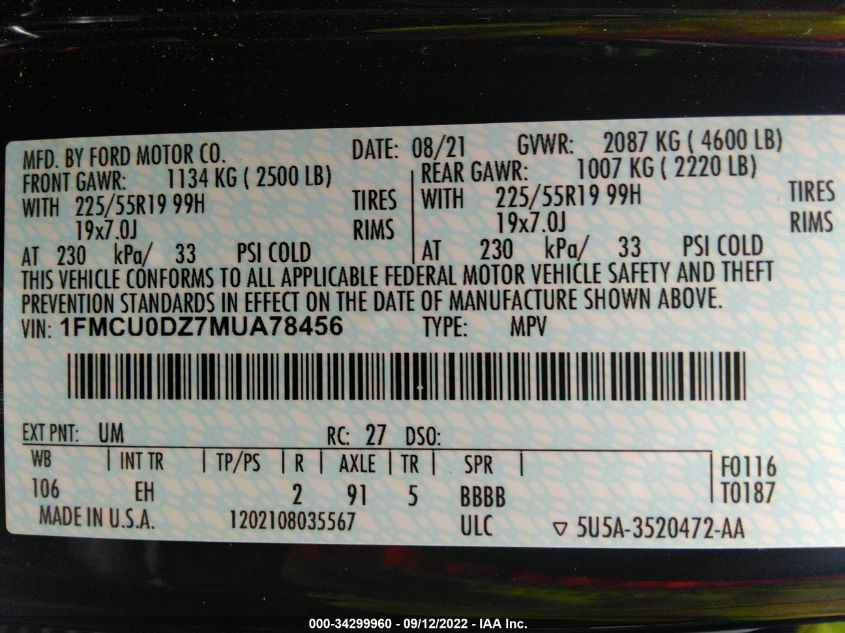 MFD. BY FORD MOTOR CO. DATE: 08/21 GVWR: 2087 KG ( 4600 LB)
FRONT GAWR: 1134 KG ( 2500 LB) REAR GAWR: 1007 KG ( 2220 LB)
WITH 225/55R19 99H TIRES WITH 225/55R19 99H TIRES
19x7.0J RIMS 19x7.0J RIMS
AT 230 kPa/ 33 PSI COLD AT 230 kPa/ 33 PSI COLD
THIS VEHICLE CONFORMS TO ALL APPLICABLE FEDERAL MOTOR VEHICLE SAFETY AND THEFT
PREVENTION STANDARDS IN EFFECT ON THE DATE OF MANUFACTURE SHOWN ABOVE.
VIN: 1FMCU0DZ7MUA78456 TYPE: MPV
EXT PNT: UM RC: 27 DSO:
WB INT TR TP/PS R AXLE TR SPR F0116
106 EH 2 91 5 BBBB T0187
MADE IN U.S.A. 1202108035567 ULC ▽ 5U5A-3520472-AA
000-34299960 - 09/12/2022 - IAA Inc.